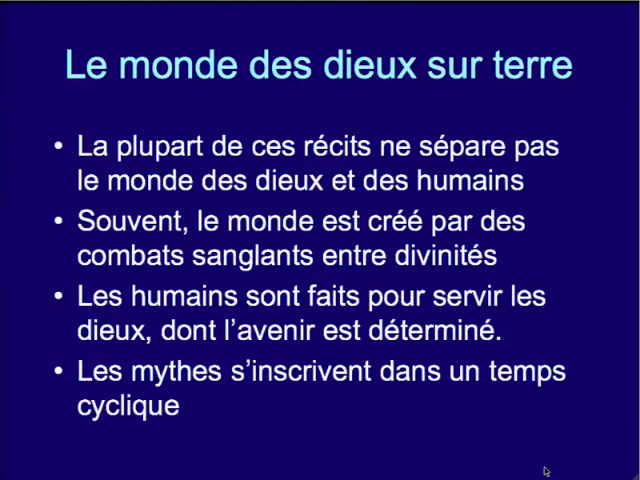 Le monde des dieux sur terre
• La plupart de ces récits ne sépare pas
le monde des dieux et des humains
• Souvent, le monde est créé par des
combats sanglants entre divinités
• Les humains sont faits pour servir les
dieux, dont l’avenir est déterminé.
• Les mythes s’inscrivent dans un temps
cyclique